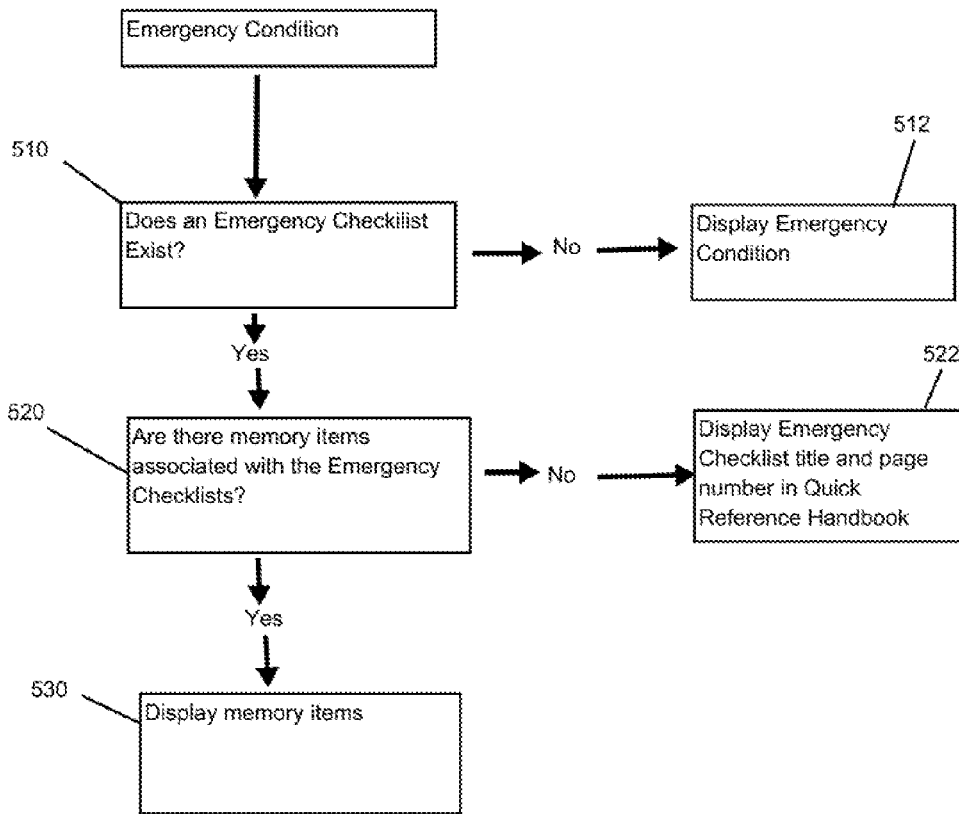 Emergency Condition
510
Does an Emergency Checkilist
Exist?
No
512
Display Emergency
Condition
Yes
520
Are there memory items
associated with the Emergency
Checklists?
No
522
Display Emergency
Checklist title and page
number in Quick
Reference Handbook
Yes
530
Display memory items